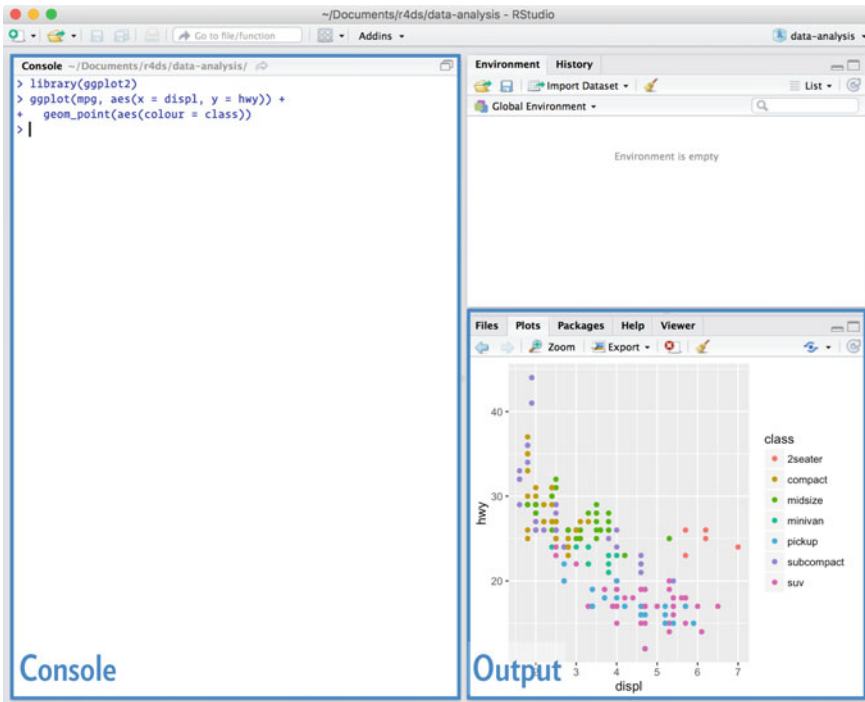 ~/Documents/r4ds/data-analysis - RStudio
Go to file/function Addins data-analysis
Console ~/Documents/r4ds/data-analysis/
> library(ggplot2)
> ggplot(mpg, aes(x = displ, y = hwy)) +
+   geom_point(aes(colour = class))
>
Console
Environment History
Import Dataset List
Global Environment
Environment is empty
Files Plots Packages Help Viewer
Zoom Export
40
30
20
hwy
2 3 4 5 6 7
displ
class
2seater
compact
midsize
minivan
pickup
subcompact
suv
Output